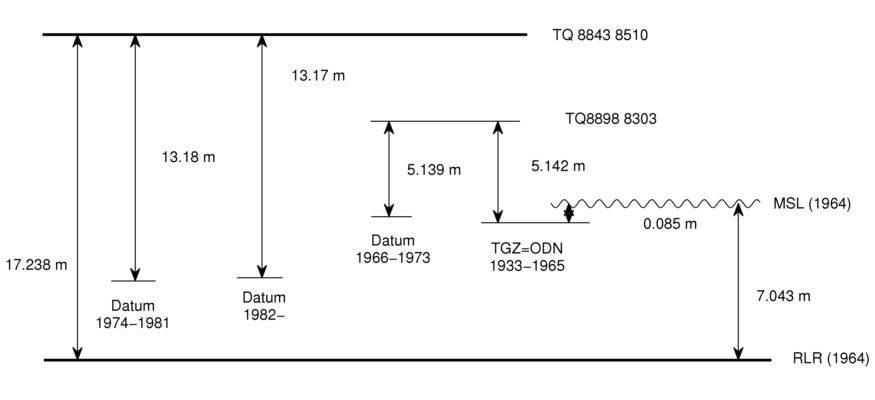 TQ 8843 8510
13.17 m
TQ8898 8303
13.18 m
5.139 m
5.142 m
MSL (1964)
0.085 m
Datum
1966−1973
TGZ=ODN
1933−1965
17.238 m
Datum
1974−1981
Datum
1982−
7.043 m
RLR (1964)